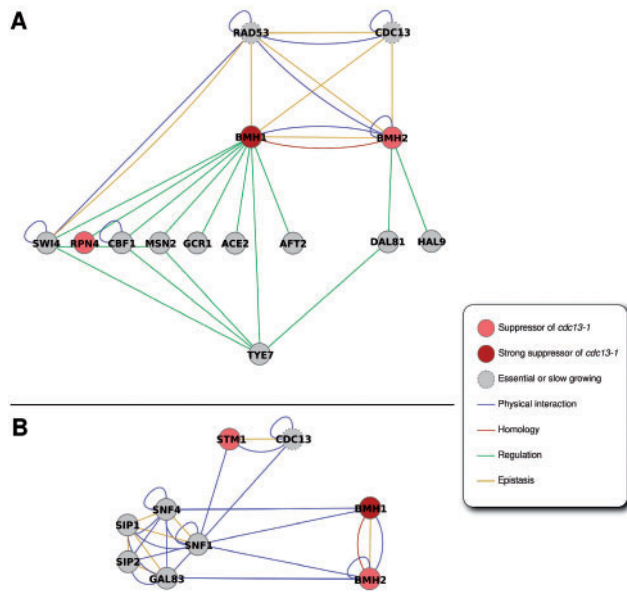 A
RAD53 CDC13
BMH1 BMH2
SWI4 RPN4 CBF1 MSN2 GCR1 ACE2 AFT2 DAL81 HAL9
TYE7
Suppressor of cdc13-1
Strong suppressor of cdc13-1
Essential or slow growing
Physical interaction
Homology
Regulation
Epistasis
B
STM1 CDC13
SNF4 BMH1
SIP1
SNF1
SIP2
GAL83 BMH2